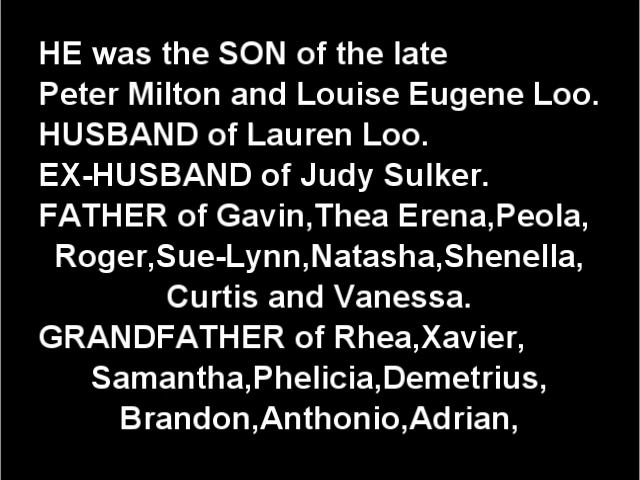 HE was the SON of the late
Peter Milton and Louise Eugene Loo.
HUSBAND of Lauren Loo.
EX-HUSBAND of Judy Sulker.
FATHER of Gavin,Thea Erena,Peola,
Roger,Sue-Lynn,Natasha,Shenella,
Curtis and Vanessa.
GRANDFATHER of Rhea,Xavier,
Samantha,Phelicia,Demetrius,
Brandon,Anthonio,Adrian,